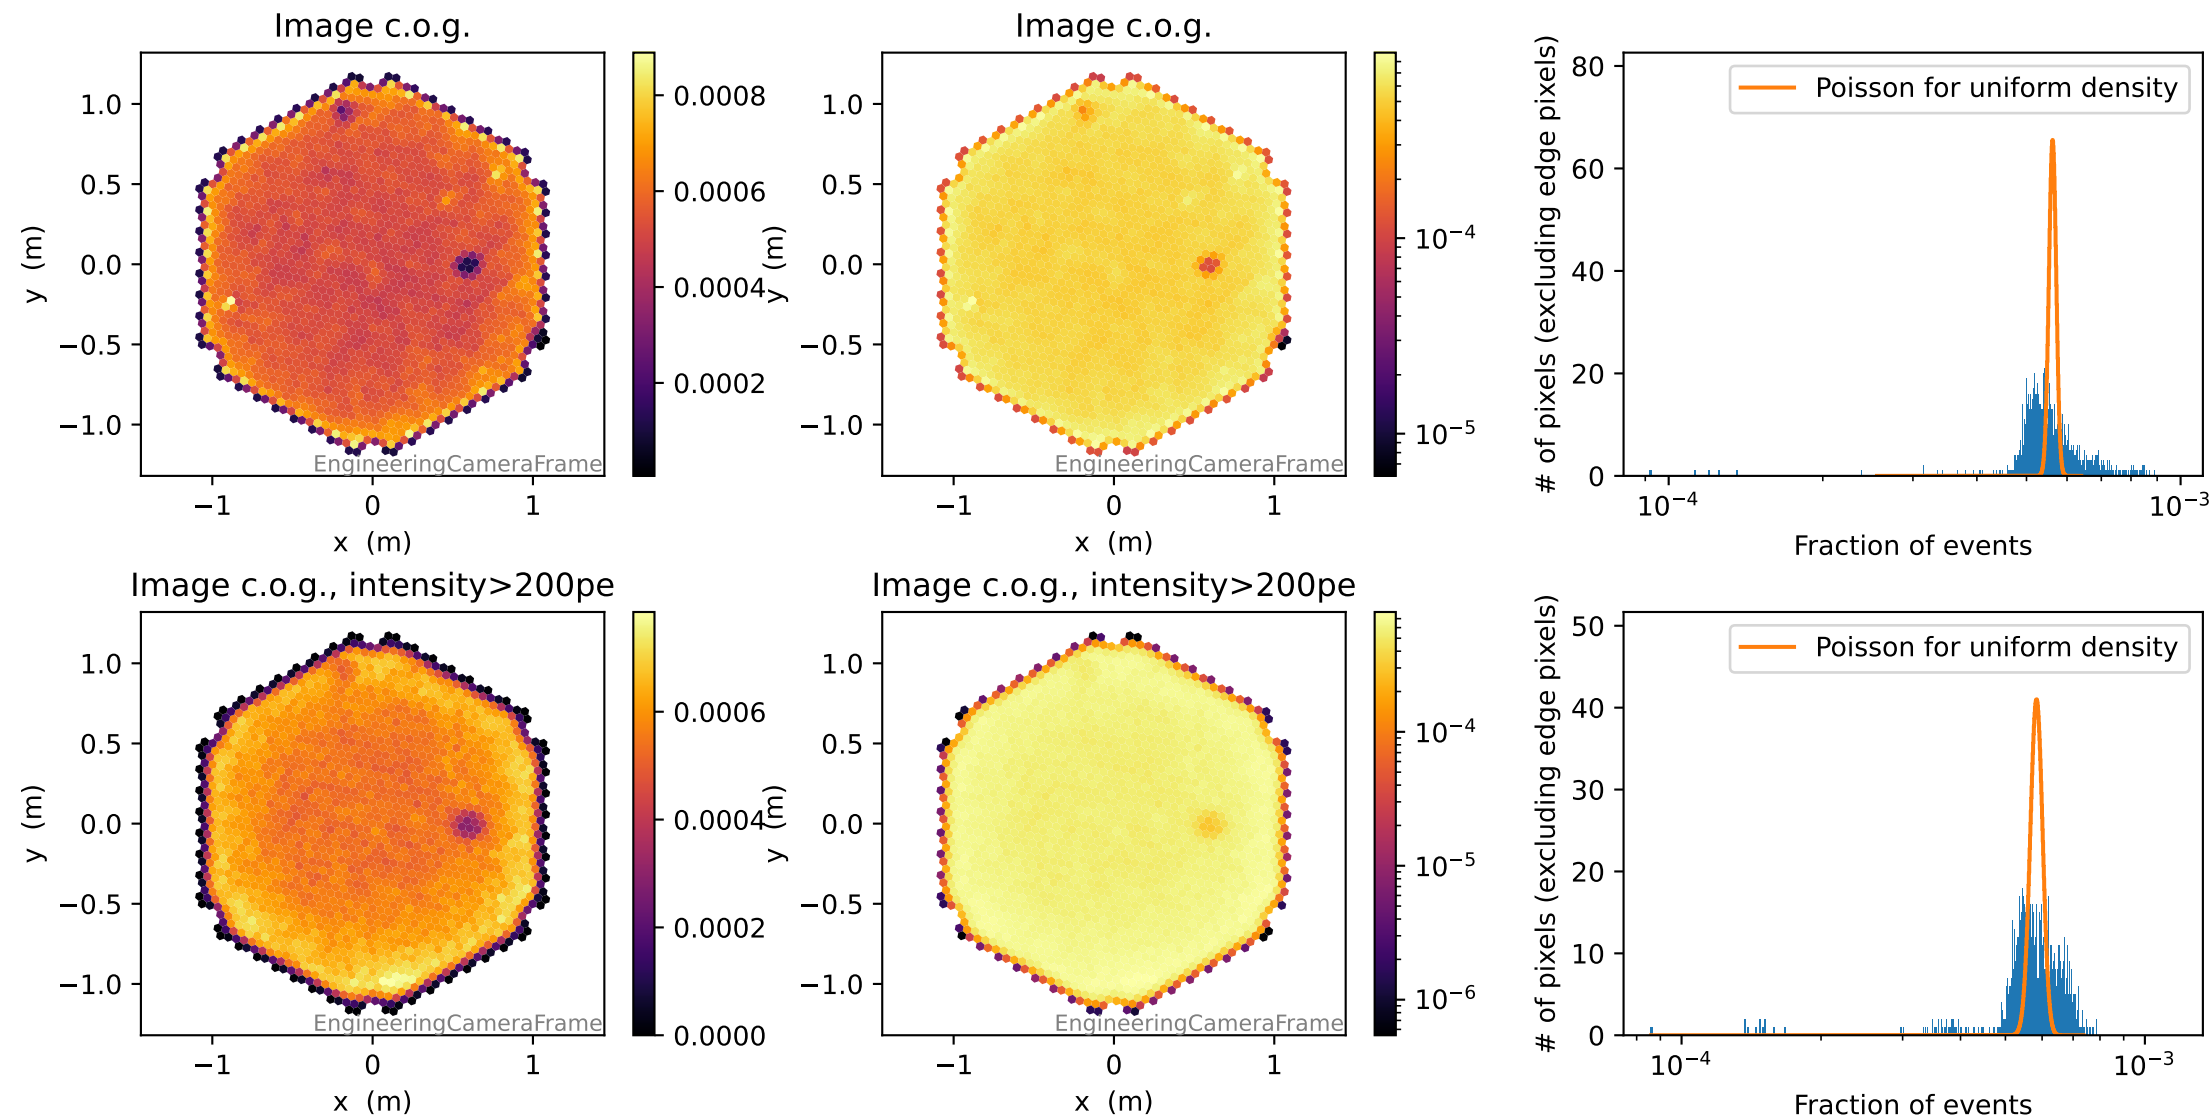 Image c.o.g.
1.0
0.5
0.0
−0.5
−1.0
y (m)
−1
0
1
x (m)
EngineeringCameraFrame
0.0008
0.0006
0.0004
0.0002
Image c.o.g.
1.0
0.5
0.0
−0.5
−1.0
y (m)
−1
0
1
x (m)
EngineeringCameraFrame
10⁻⁴
10⁻⁵
80
60
40
20
0
# of pixels (excluding edge pixels)
Poisson for uniform density
10⁻⁴
10⁻³
Fraction of events
Image c.o.g., intensity>200pe
1.0
0.5
0.0
−0.5
−1.0
y (m)
−1
0
1
x (m)
EngineeringCameraFrame
0.0006
0.0004
0.0002
0.0000
Image c.o.g., intensity>200pe
1.0
0.5
0.0
−0.5
−1.0
y (m)
−1
0
1
x (m)
EngineeringCameraFrame
10⁻⁴
10⁻⁵
10⁻⁶
50
40
30
20
10
0
# of pixels (excluding edge pixels)
Poisson for uniform density
10⁻⁴
10⁻³
Fraction of events